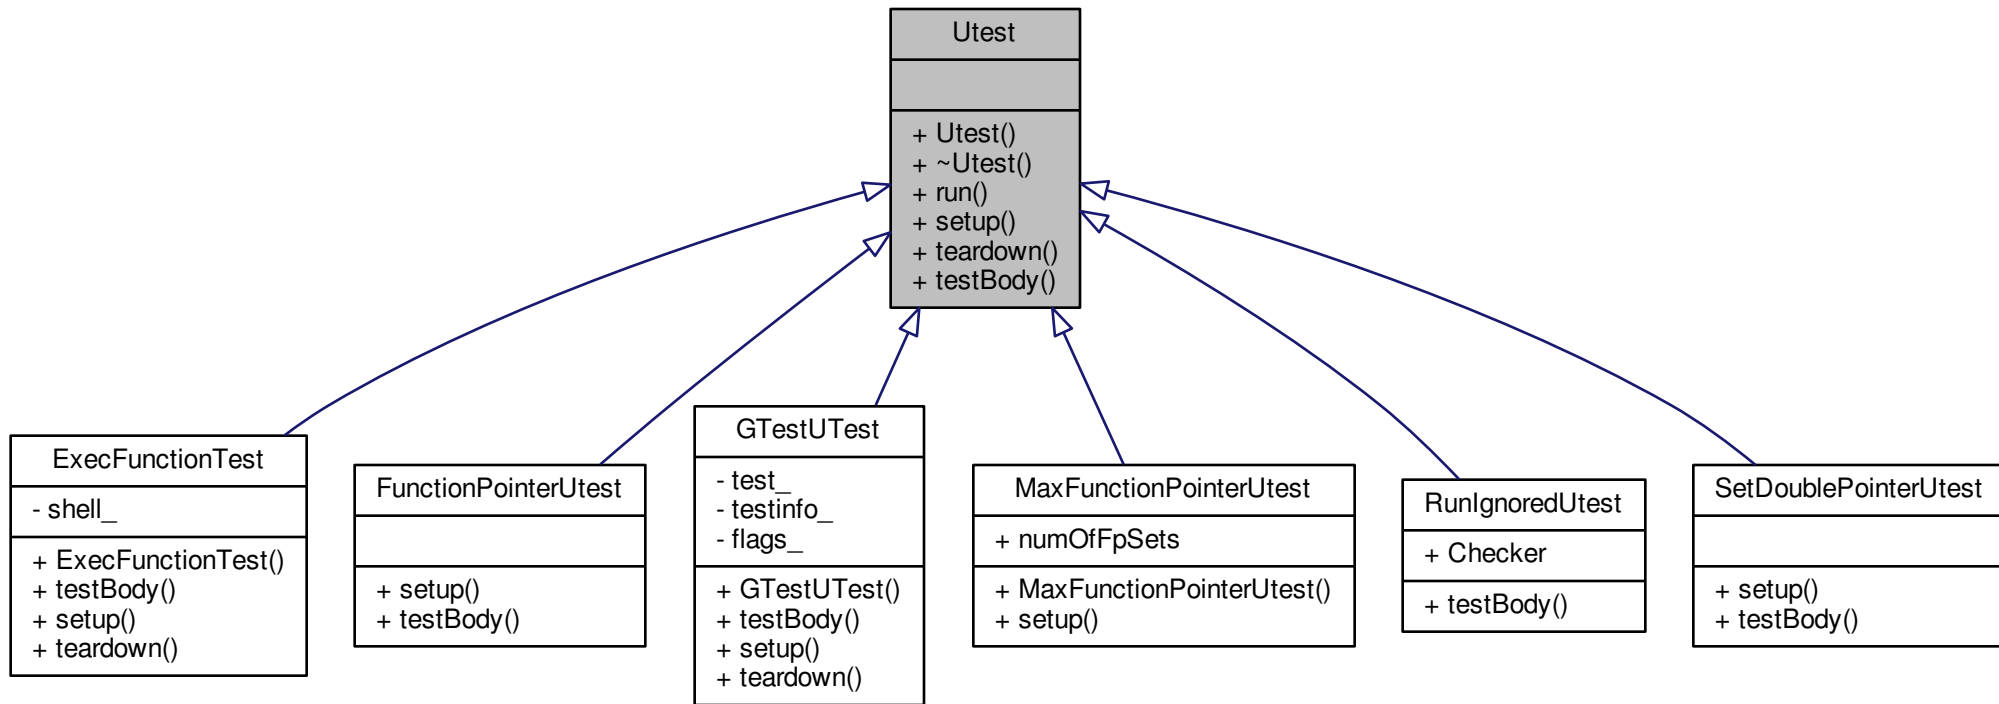 Utest
+ Utest()
+ ~Utest()
+ run()
+ setup()
+ teardown()
+ testBody()
ExecFunctionTest
- shell_
+ ExecFunctionTest()
+ testBody()
+ setup()
+ teardown()
FunctionPointerUtest
+ setup()
+ testBody()
GTestUTest
- test_
- testinfo_
- flags_
+ GTestUTest()
+ testBody()
+ setup()
+ teardown()
MaxFunctionPointerUtest
+ numOfFpSets
+ MaxFunctionPointerUtest()
+ setup()
RunIgnoredUtest
+ Checker
+ testBody()
SetDoublePointerUtest
+ setup()
+ testBody()